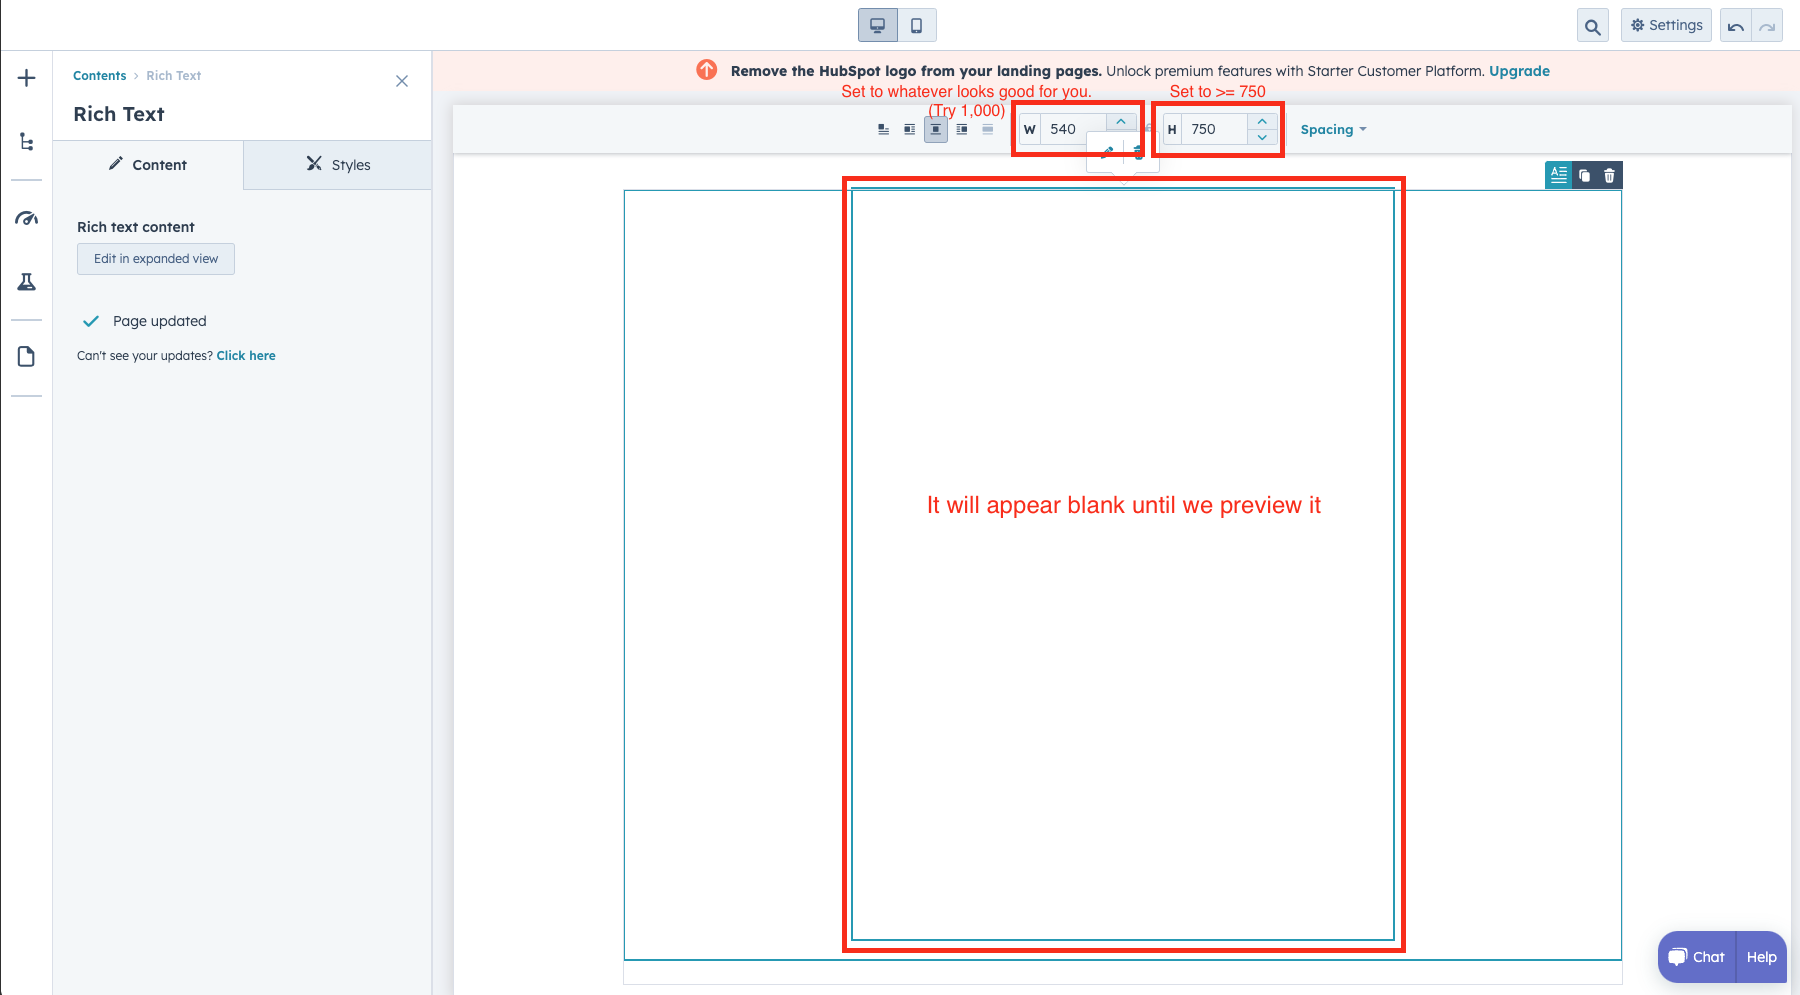 Settings
Contents › Rich Text
Rich Text
Content
Styles
Rich text content
Edit in expanded view
Page updated
Can't see your updates? Click here
Remove the HubSpot logo from your landing pages. Unlock premium features with Starter Customer Platform. Upgrade
Set to whatever looks good for you.
(Try 1,000)
Set to >= 750
W 540
H 750
Spacing
It will appear blank until we preview it
Chat
Help